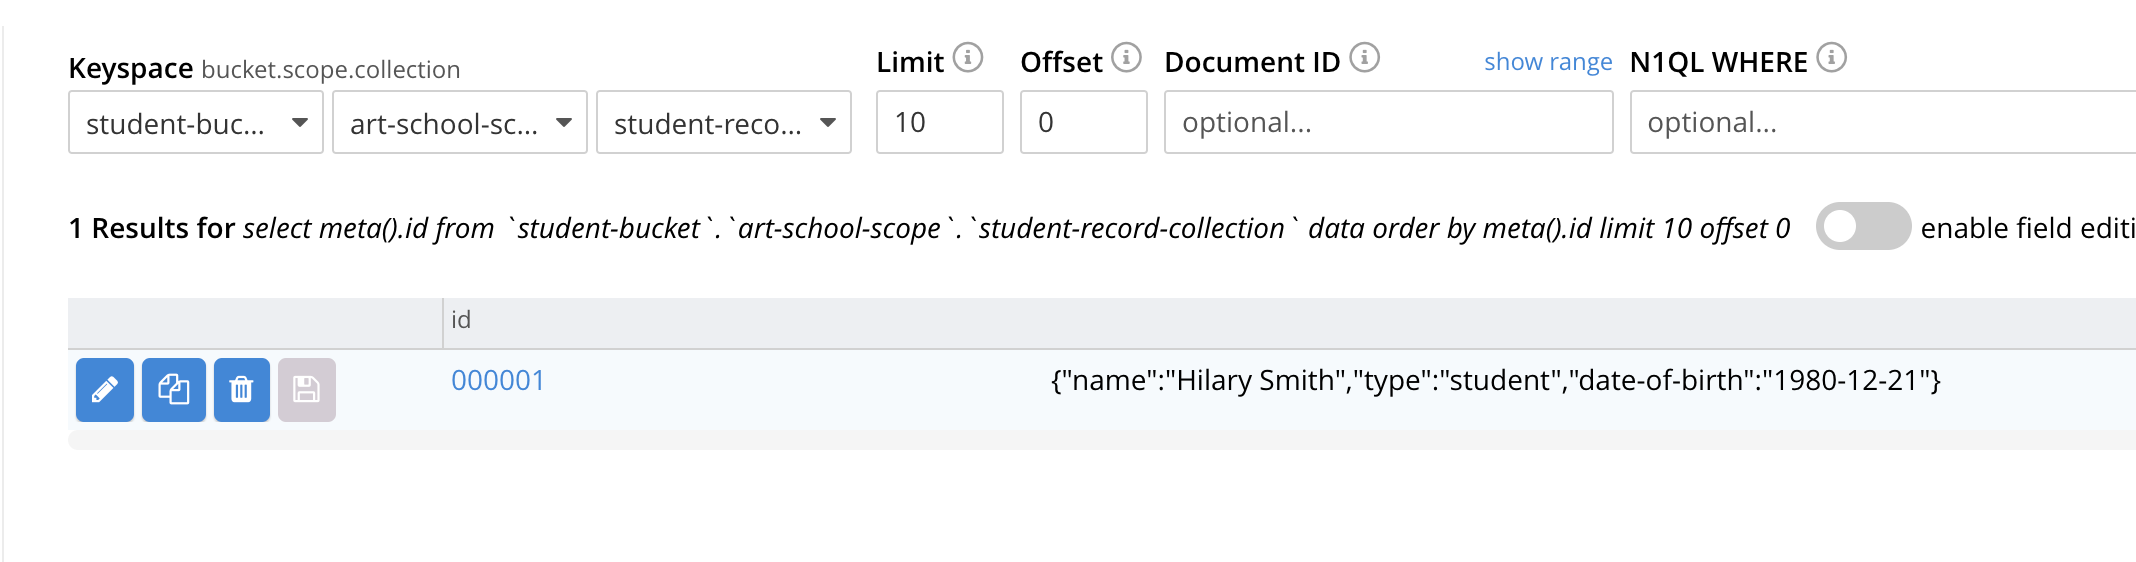 Keyspace bucket.scope.collection Limit Offset Document ID show range N1QL WHERE
student-buc... art-school-sc... student-reco... 10 0 optional... optional...
1 Results for select meta().id from `student-bucket`.`art-school-scope`.`student-record-collection` data order by meta().id limit 10 offset 0 enable field editi
id
000001 {"name":"Hilary Smith","type":"student","date-of-birth":"1980-12-21"}